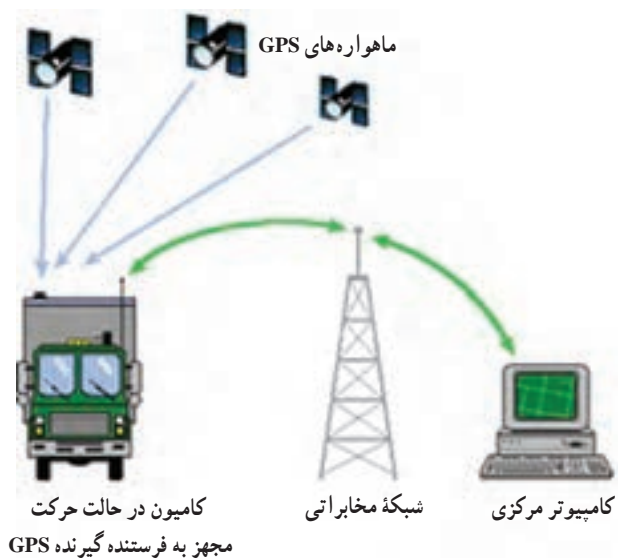 ماهواره‌های GPS
کامپیوتر مرکزی
شبکهٔ مخابراتی
کامیون در حالت حرکت
مجهز به فرستنده گیرنده GPS